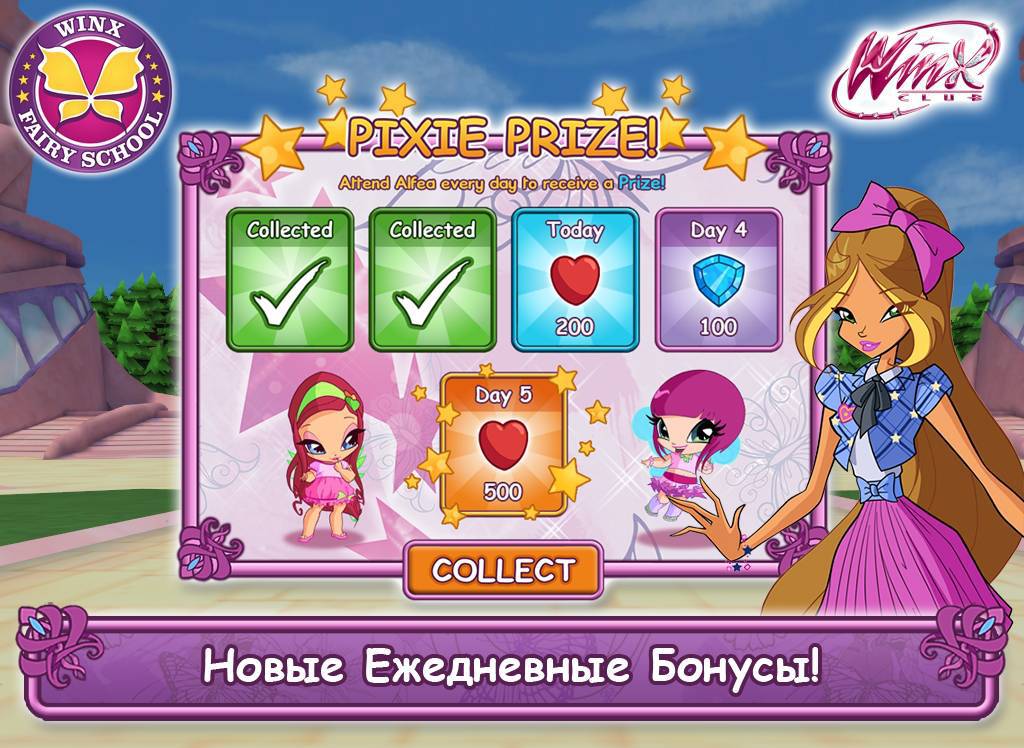 WINX
FAIRY SCHOOL
Winx
CLUB
PIXIE PRIZE!
Attend Alfea every day to receive a Prize!
Collected
Collected
Today
200
Day 4
100
Day 5
500
COLLECT
Новые Ежедневные Бонусы!